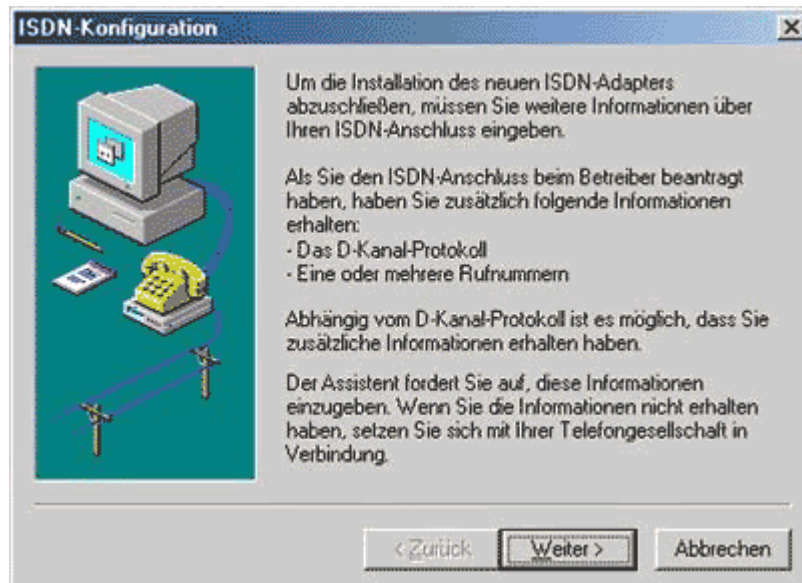 ISDN-Konfiguration
Um die Installation des neuen ISDN-Adapters
abzuschließen, müssen Sie weitere Informationen über
Ihren ISDN-Anschluss eingeben.
Als Sie den ISDN-Anschluss beim Betreiber beantragt
haben, haben Sie zusätzlich folgende Informationen
erhalten:
- Das D-Kanal-Protokoll
- Eine oder mehrere Rufnummern
Abhängig vom D-Kanal-Protokoll ist es möglich, dass Sie
zusätzliche Informationen erhalten haben.
Der Assistent fordert Sie auf, diese Informationen
einzugeben. Wenn Sie die Informationen nicht erhalten
haben, setzen Sie sich mit Ihrer Telefongesellschaft in
Verbindung.
< Zurück Weiter > Abbrechen